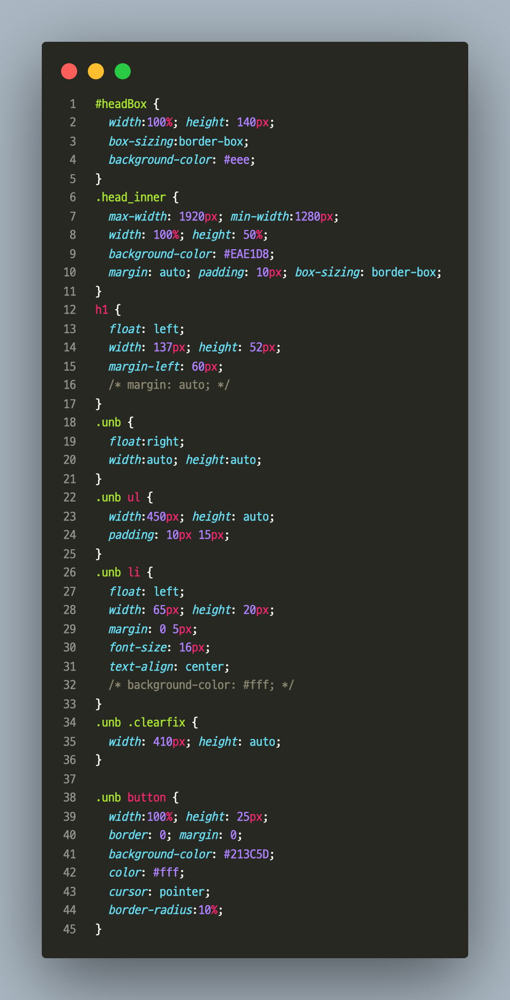 1 #headBox {
2 width:100%; height: 140px;
3 box-sizing:border-box;
4 background-color: #eee;
5 }
6 .head_inner {
7 max-width: 1920px; min-width:1280px;
8 width: 100%; height: 50%;
9 background-color: #EAE1D8;
10 margin: auto; padding: 10px; box-sizing: border-box;
11 }
12 h1 {
13 float: left;
14 width: 137px; height: 52px;
15 margin-left: 60px;
16 /* margin: auto; */
17 }
18 .unb {
19 float:right;
20 width:auto; height:auto;
21 }
22 .unb ul {
23 width:450px; height: auto;
24 padding: 10px 15px;
25 }
26 .unb li {
27 float: left;
28 width: 65px; height: 20px;
29 margin: 0 5px;
30 font-size: 16px;
31 text-align: center;
32 /* background-color: #fff; */
33 }
34 .unb .clearfix {
35 width: 410px; height: auto;
36 }
37
38 .unb button {
39 width:100%; height: 25px;
40 border: 0; margin: 0;
41 background-color: #213C5D;
42 color: #fff;
43 cursor: pointer;
44 border-radius:10%;
45 }